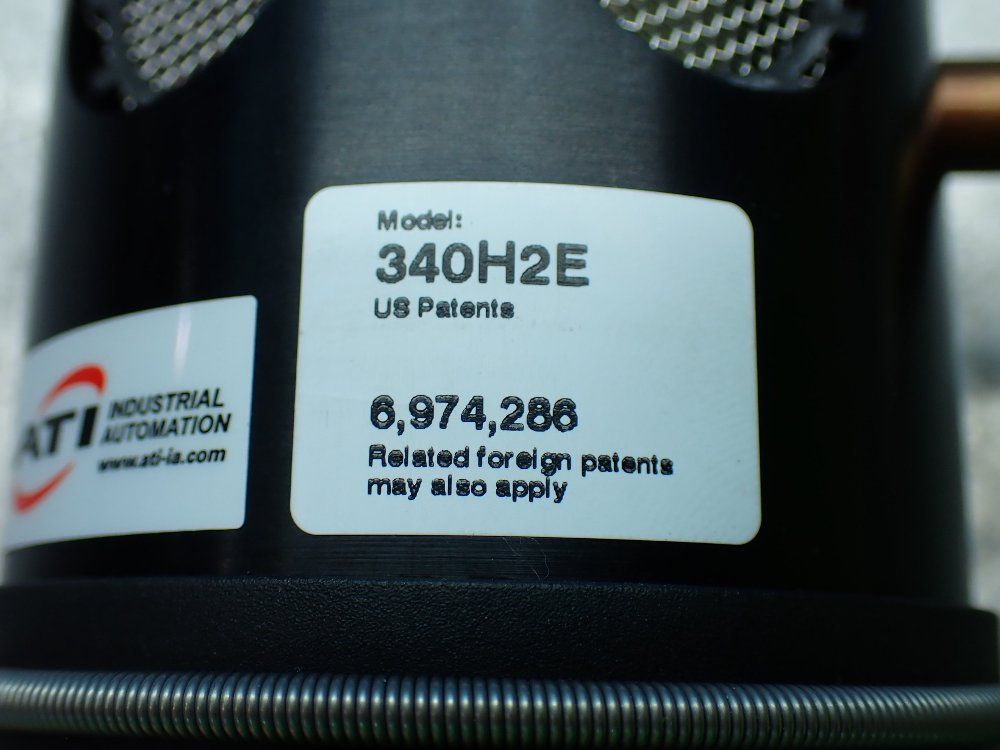 Model:
340H2E
US Patents
6,974,286
Related foreign patents
may also apply
ATI INDUSTRIAL
AUTOMATION
www.ati-ia.com